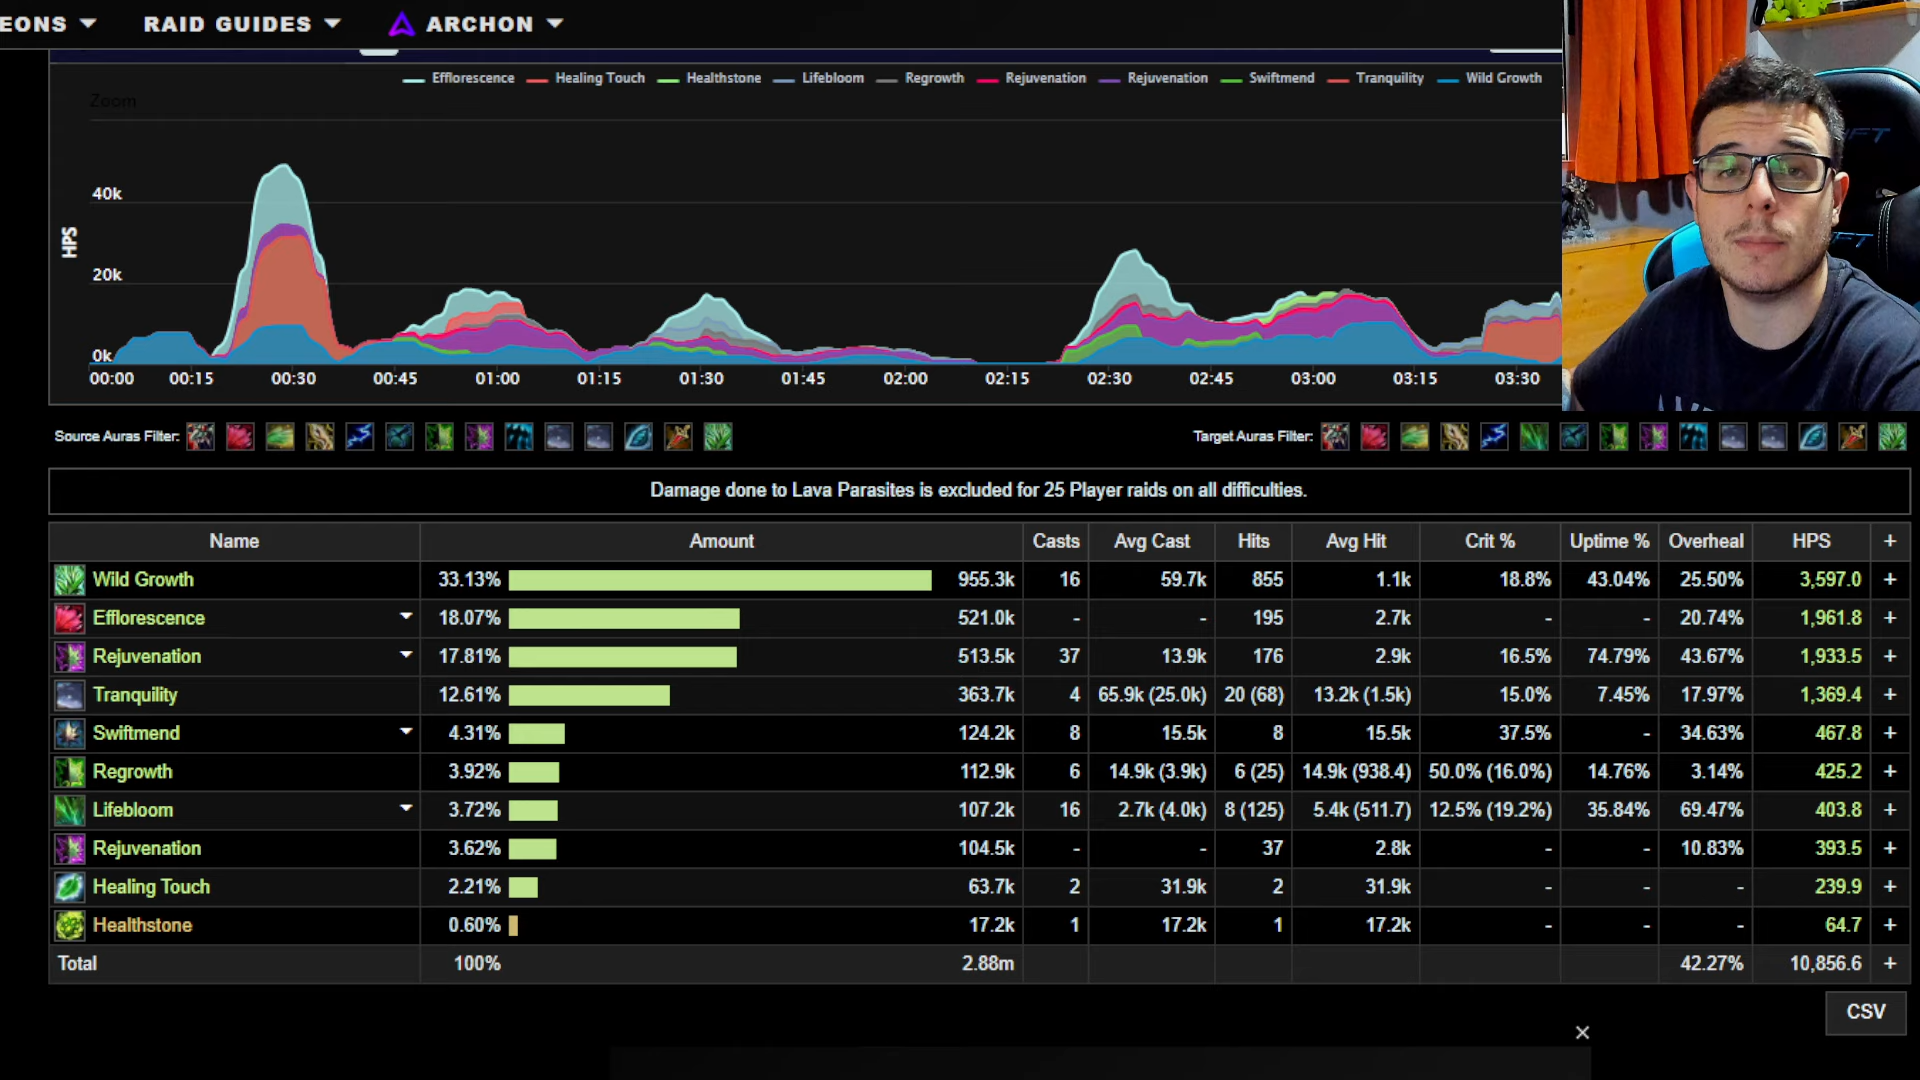 EONS
RAID GUIDES
ARCHON
Efflorescence
Healing Touch
Healthstone
Lifebloom
Regrowth
Rejuvenation
Rejuvenation
Swiftmend
Tranquility
Wild Growth
Zoom
HPS
40k
20k
0k
00:00 00:15 00:30 00:45 01:00 01:15 01:30 01:45 02:00 02:15 02:30 02:45 03:00 03:15 03:30
Source Auras Filter:
Target Auras Filter:
Damage done to Lava Parasites is excluded for 25 Player raids on all difficulties.
Name Amount Casts Avg Cast Hits Avg Hit Crit % Uptime % Overheal HPS +
Wild Growth 33.13% 955.3k 16 59.7k 855 1.1k 18.8% 43.04% 25.50% 3,597.0 +
Efflorescence 18.07% 521.0k - - 195 2.7k - - 20.74% 1,961.8 +
Rejuvenation 17.81% 513.5k 37 13.9k 176 2.9k 16.5% 74.79% 43.67% 1,933.5 +
Tranquility 12.61% 363.7k 4 65.9k (25.0k) 20 (68) 13.2k (1.5k) 15.0% 7.45% 17.97% 1,369.4 +
Swiftmend 4.31% 124.2k 8 15.5k 8 15.5k 37.5% - 34.63% 467.8 +
Regrowth 3.92% 112.9k 6 14.9k (3.9k) 6 (25) 14.9k (938.4) 50.0% (16.0%) 14.76% 3.14% 425.2 +
Lifebloom 3.72% 107.2k 16 2.7k (4.0k) 8 (125) 5.4k (511.7) 12.5% (19.2%) 35.84% 69.47% 403.8 +
Rejuvenation 3.62% 104.5k - - 37 2.8k - - 10.83% 393.5 +
Healing Touch 2.21% 63.7k 2 31.9k 2 31.9k - - - 239.9 +
Healthstone 0.60% 17.2k 1 17.2k 1 17.2k - - - 64.7 +
Total 100% 2.88m 42.27% 10,856.6 +
CSV